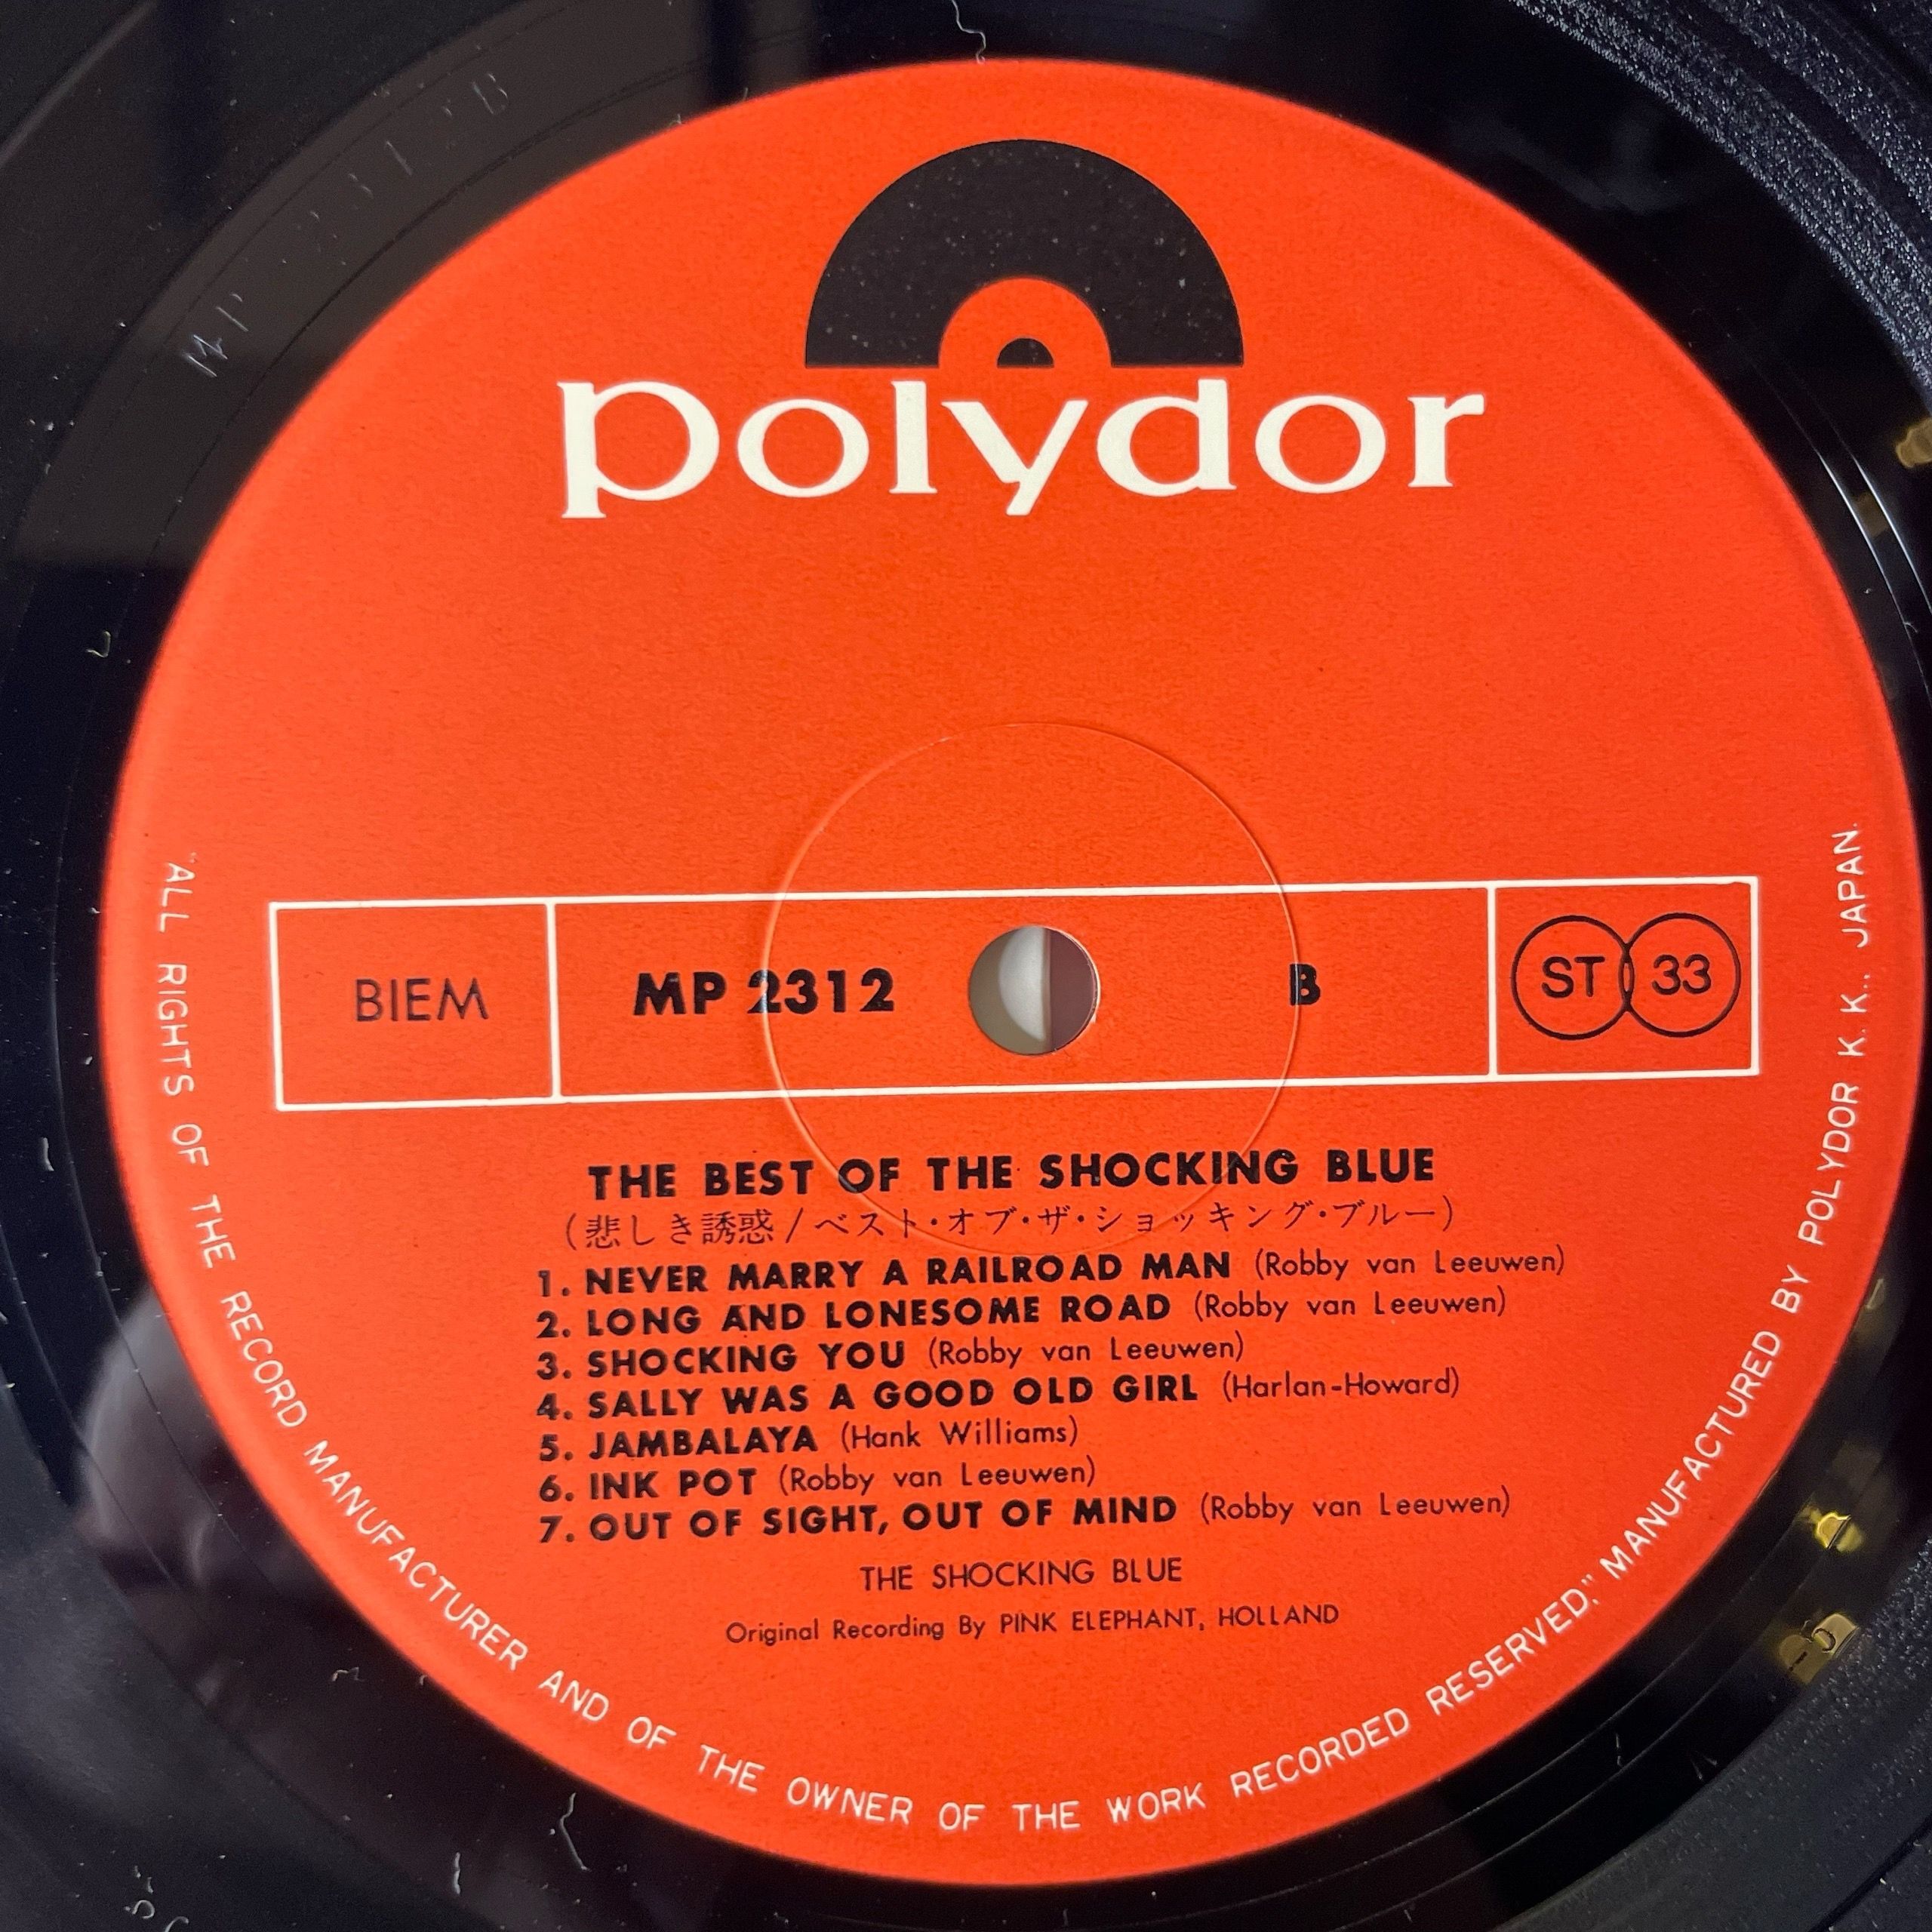 polydor
BIEM
MP 2312
B
ST 33
THE BEST OF THE SHOCKING BLUE
(悲しき誘惑/ベスト・オブ・ザ・ショッキング・ブルー)
1. NEVER MARRY A RAILROAD MAN (Robby van Leeuwen)
2. LONG AND LONESOME ROAD (Robby van Leeuwen)
3. SHOCKING YOU (Robby van Leeuwen)
4. SALLY WAS A GOOD OLD GIRL (Harlan-Howard)
5. JAMBALAYA (Hank Williams)
6. INK POT (Robby van Leeuwen)
7. OUT OF SIGHT, OUT OF MIND (Robby van Leeuwen)
THE SHOCKING BLUE
Original Recording By PINK ELEPHANT, HOLLAND
"ALL RIGHTS OF THE RECORD MANUFACTURER AND OF THE OWNER OF THE WORK RECORDED RESERVED," MANUFACTURED BY POLYDOR K. K., JAPAN.